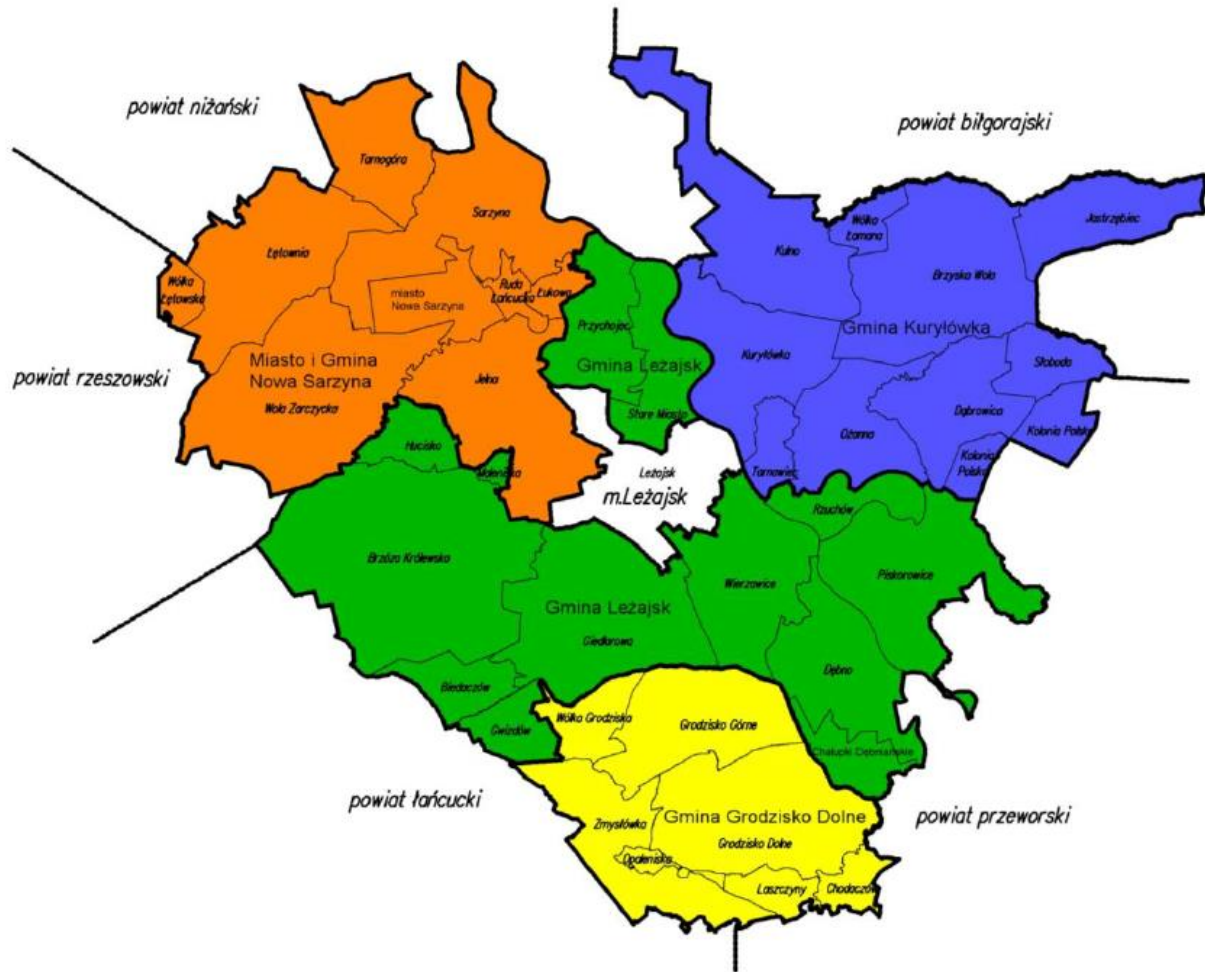 powiat niżański
powiat biłgorajski
Tarnogóra
Sarzyna
Jastrzębiec
Wólka
Łamana
Kulno
Łętownia
Brzyska Wola
Wólka
Łętowska
Ruda
Łańcucka
Łukowa
miasto
Nowa Sarzyna
Przychojec
Gmina Kuryłówka
Kuryłówka
Miasto i Gmina
Nowa Sarzyna
Gmina Leżajsk
Słoboda
powiat rzeszowski
Jelna
Wola Zarczycka
Stare Miasto
Dąbrowica
Ożanna
Kolonia Polska
Hucisko
Kolonia
Polska
Maleniska
Tarnawiec
Leżajsk
m.Leżajsk
Rzuchów
Brzóza Królewska
Wierzawice
Piskorowice
Gmina Leżajsk
Giedlarowa
Dębno
Biedaczów
Wólka Grodziska
Grodzisko Górne
Gwizdów
Chałupki Dębniańskie
powiat łańcucki
Zmysłówka
Gmina Grodzisko Dolne
powiat przeworski
Grodzisko Dolne
Opaleniska
Laszczyny
Chodaczów